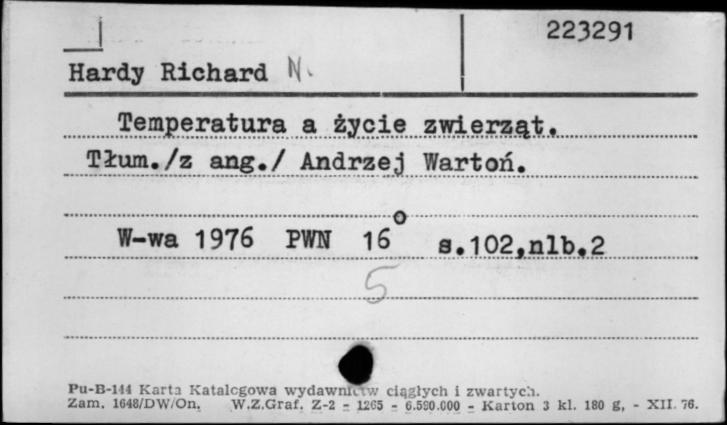 223291
Hardy Richard N.
Temperatura a życie zwierząt.
Tłum./z ang./ Andrzej Wartoń.
W-wa 1976 PWN 16° s.102,nlb.2
5
Pu-B-144 Karta Katalogowa wydawnictw ciągłych i zwartych.
Zam. 1648/DW/On. W.Z.Graf. Z-2 - 1265 - 6.590.000 - Karton 3 kl. 180 g, - XII. 76.